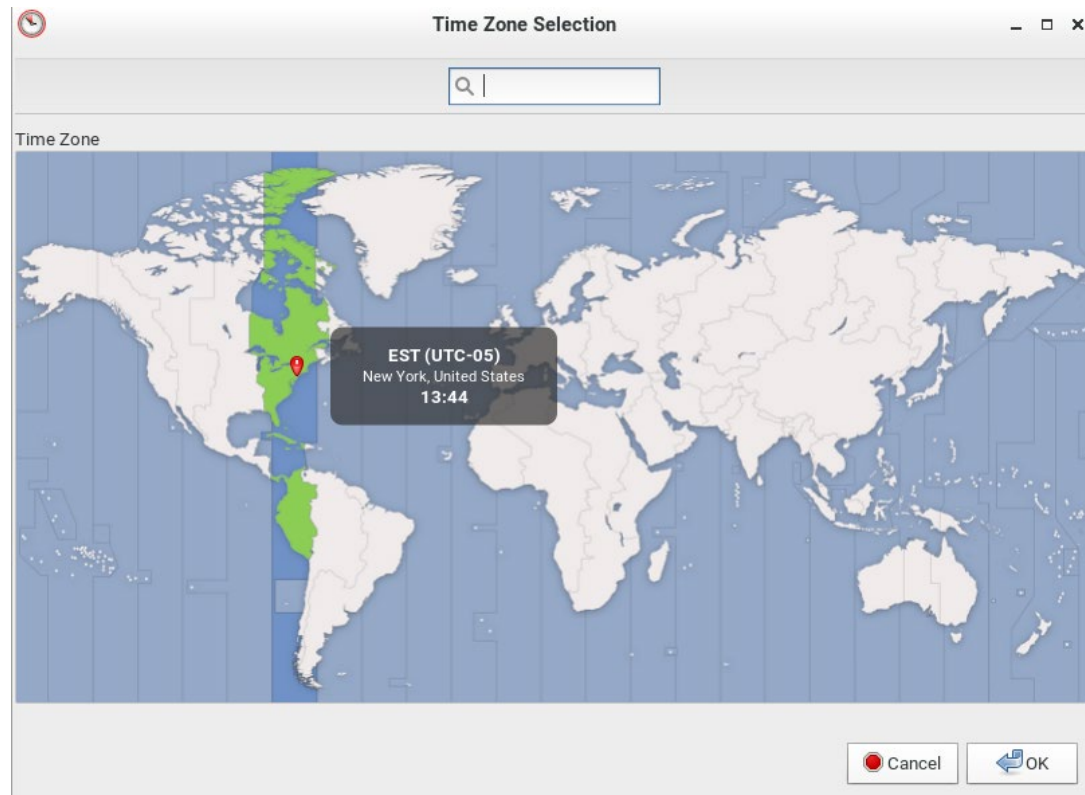 Time Zone Selection
Time Zone
EST (UTC-05)
New York, United States
13:44
Cancel
OK